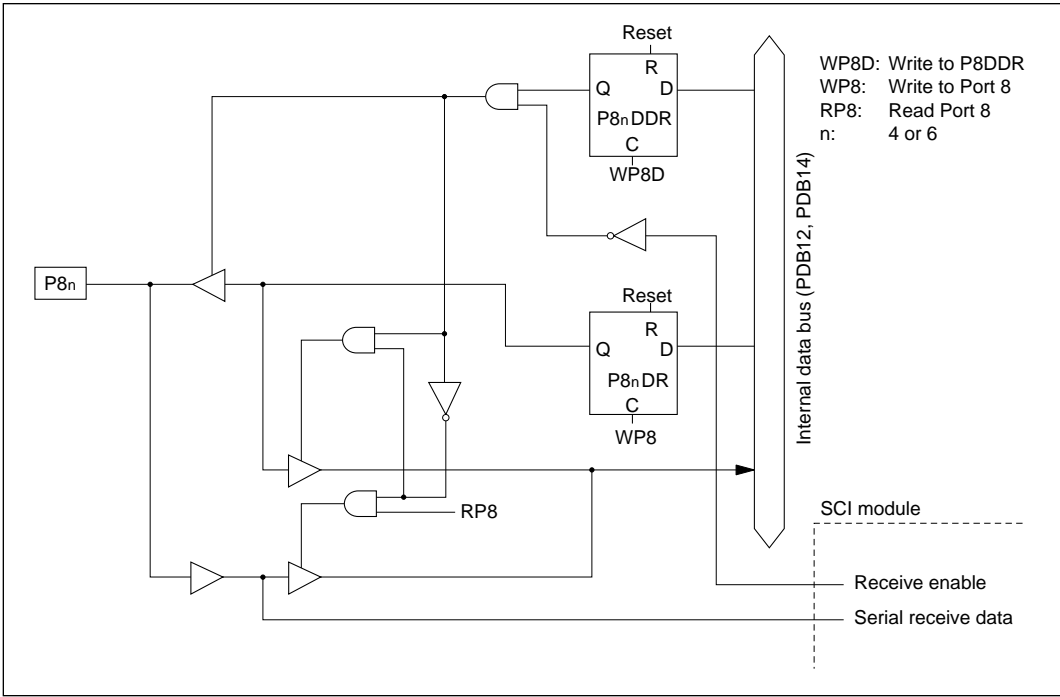 Reset
R
Q D
P8n DDR
C
WP8D
WP8D: Write to P8DDR
WP8: Write to Port 8
RP8: Read Port 8
n: 4 or 6
Internal data bus (PDB12, PDB14)
P8n
Reset
R
Q D
P8n DR
C
WP8
RP8
SCI module
Receive enable
Serial receive data